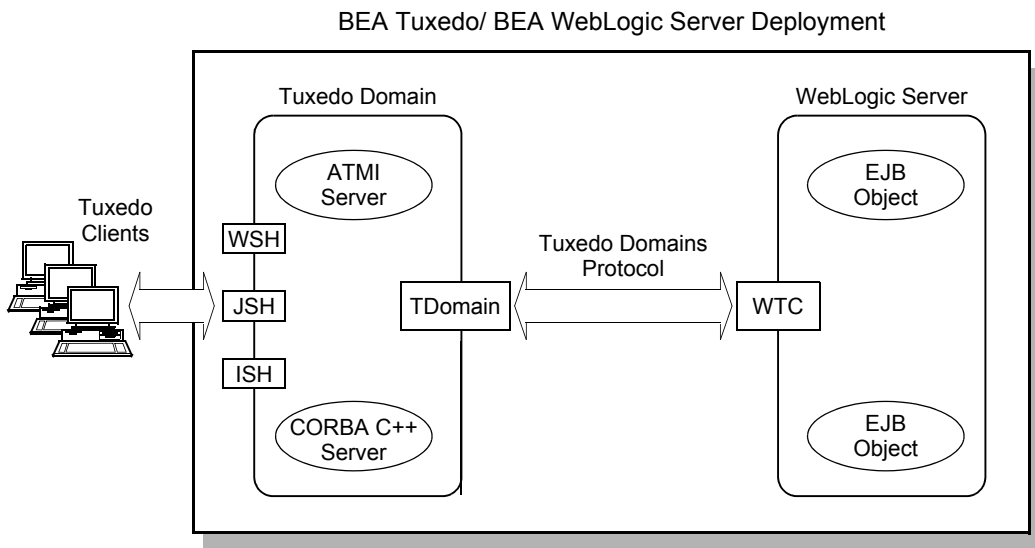 BEA Tuxedo/ BEA WebLogic Server Deployment
Tuxedo Domain
WebLogic Server
ATMI
Server
EJB
Object
Tuxedo
Clients
WSH
Tuxedo Domains
Protocol
JSH
TDomain
WTC
ISH
CORBA C++
Server
EJB
Object